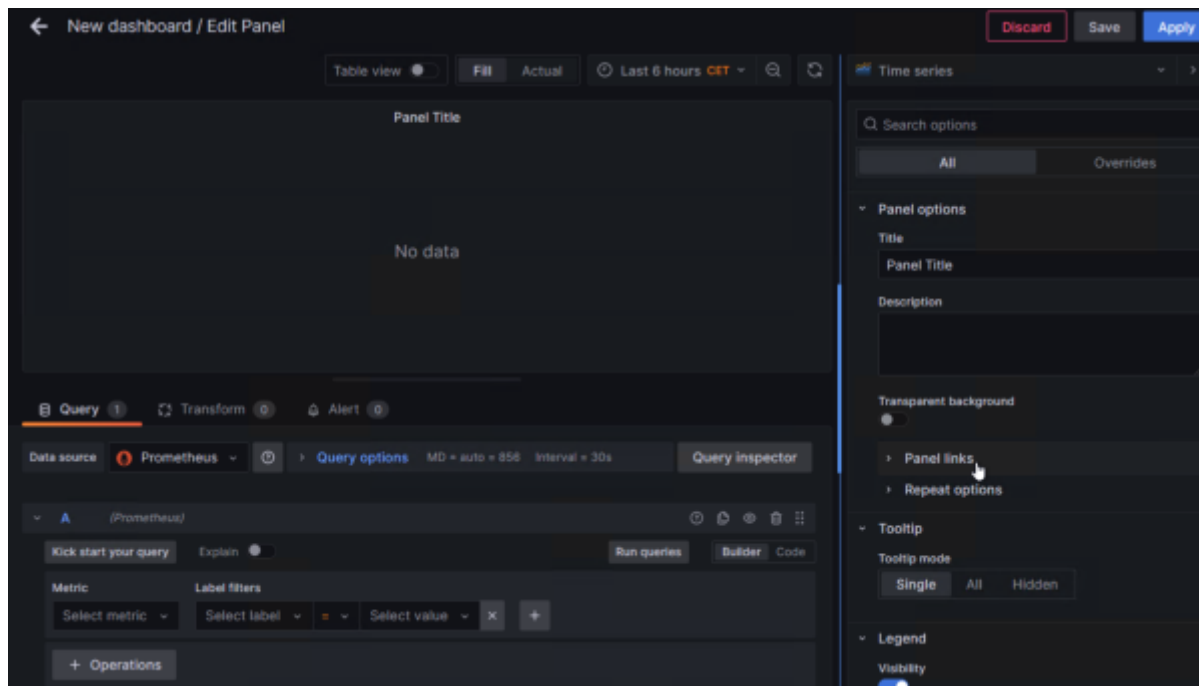 New dashboard / Edit Panel
Discard Save Apply
Table view Fill Actual Last 6 hours CET
Time series
Panel Title
Search options
All Overrides
Panel options
Title
Panel Title
No data
Description
Transparent background
Query 1 Transform 0 Alert 0
Data source Prometheus Query options MD = auto = 856 Interval = 30s Query inspector
Panel links
Repeat options
A (Prometheus)
Tooltip
Kick start your query Explain Run queries Builder Code
Tooltip mode
Single All Hidden
Metric Label filters
Select metric Select label = Select value × +
Legend
+ Operations
Visibility